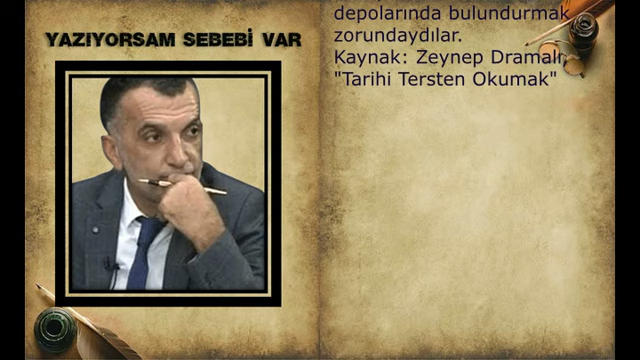 YAZIYORSAM SEBEBİ VAR
depolarında bulundurmak
zorundaydılar.
Kaynak: Zeynep Dramalı
"Tarihi Tersten Okumak"